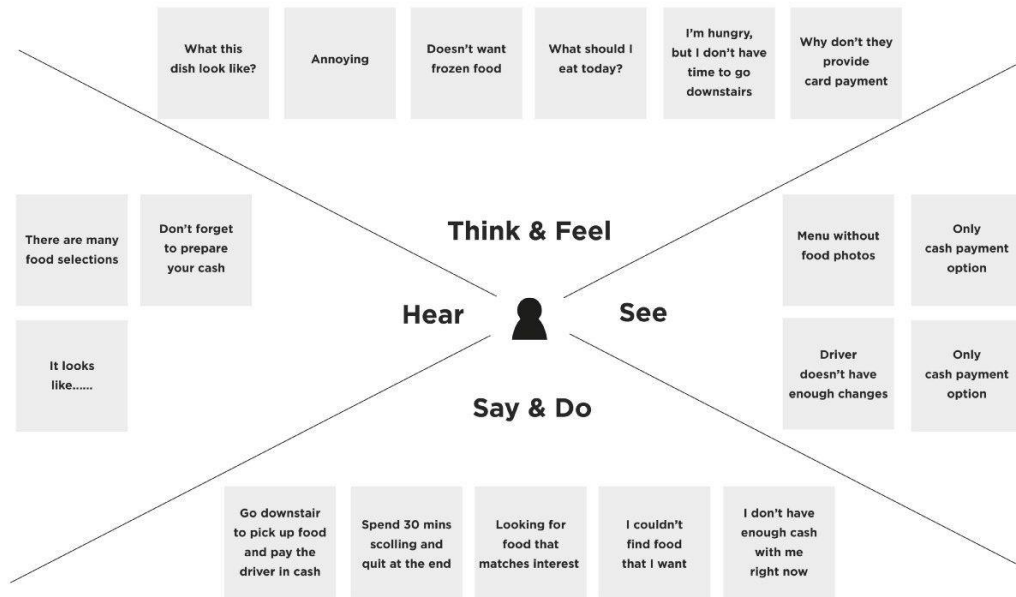 What this
dish look like?
Annoying
Doesn't want
frozen food
What should I
eat today?
I'm hungry,
but I don't have
time to go
downstairs
Why don't they
provide
card payment
Think & Feel
There are many
food selections
Don't forget
to prepare
your cash
It looks
like......
Hear
See
Menu without
food photos
Only
cash payment
option
Driver
doesn't have
enough changes
Only
cash payment
option
Say & Do
Go downstair
to pick up food
and pay the
driver in cash
Spend 30 mins
scolling and
quit at the end
Looking for
food that
matches interest
I couldn't
find food
that I want
I don't have
enough cash
with me
right now